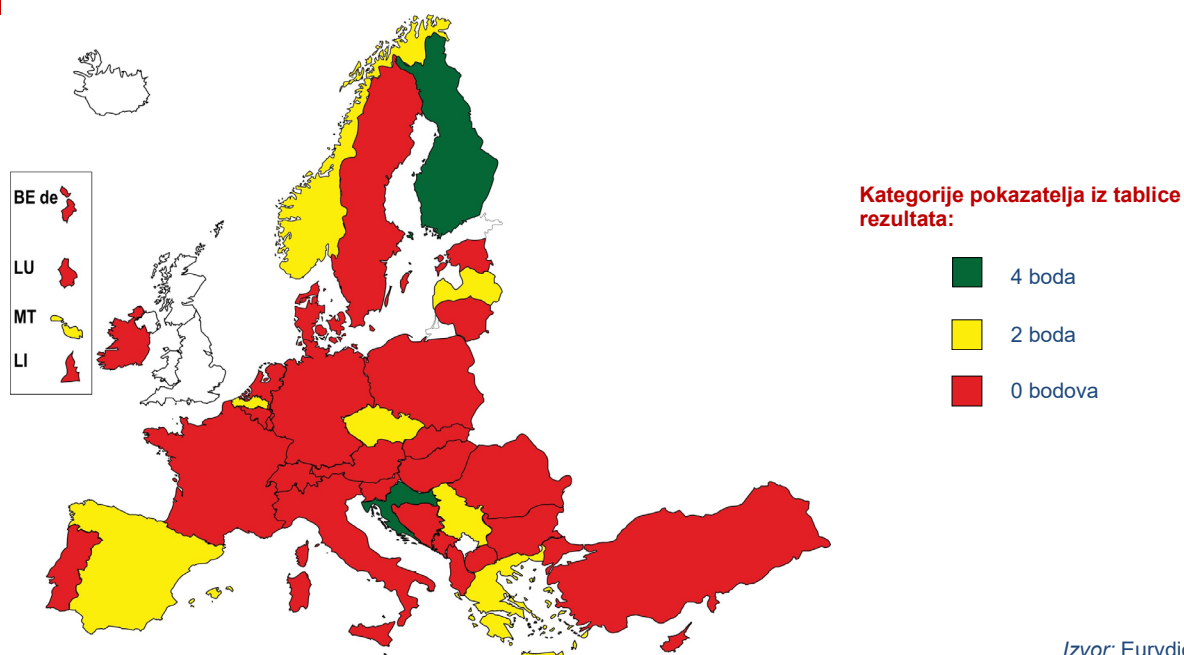 BE de
LU
MT
LI
Kategorije pokazatelja iz tablice
rezultata:
4 boda
2 boda
0 bodova
Izvor: